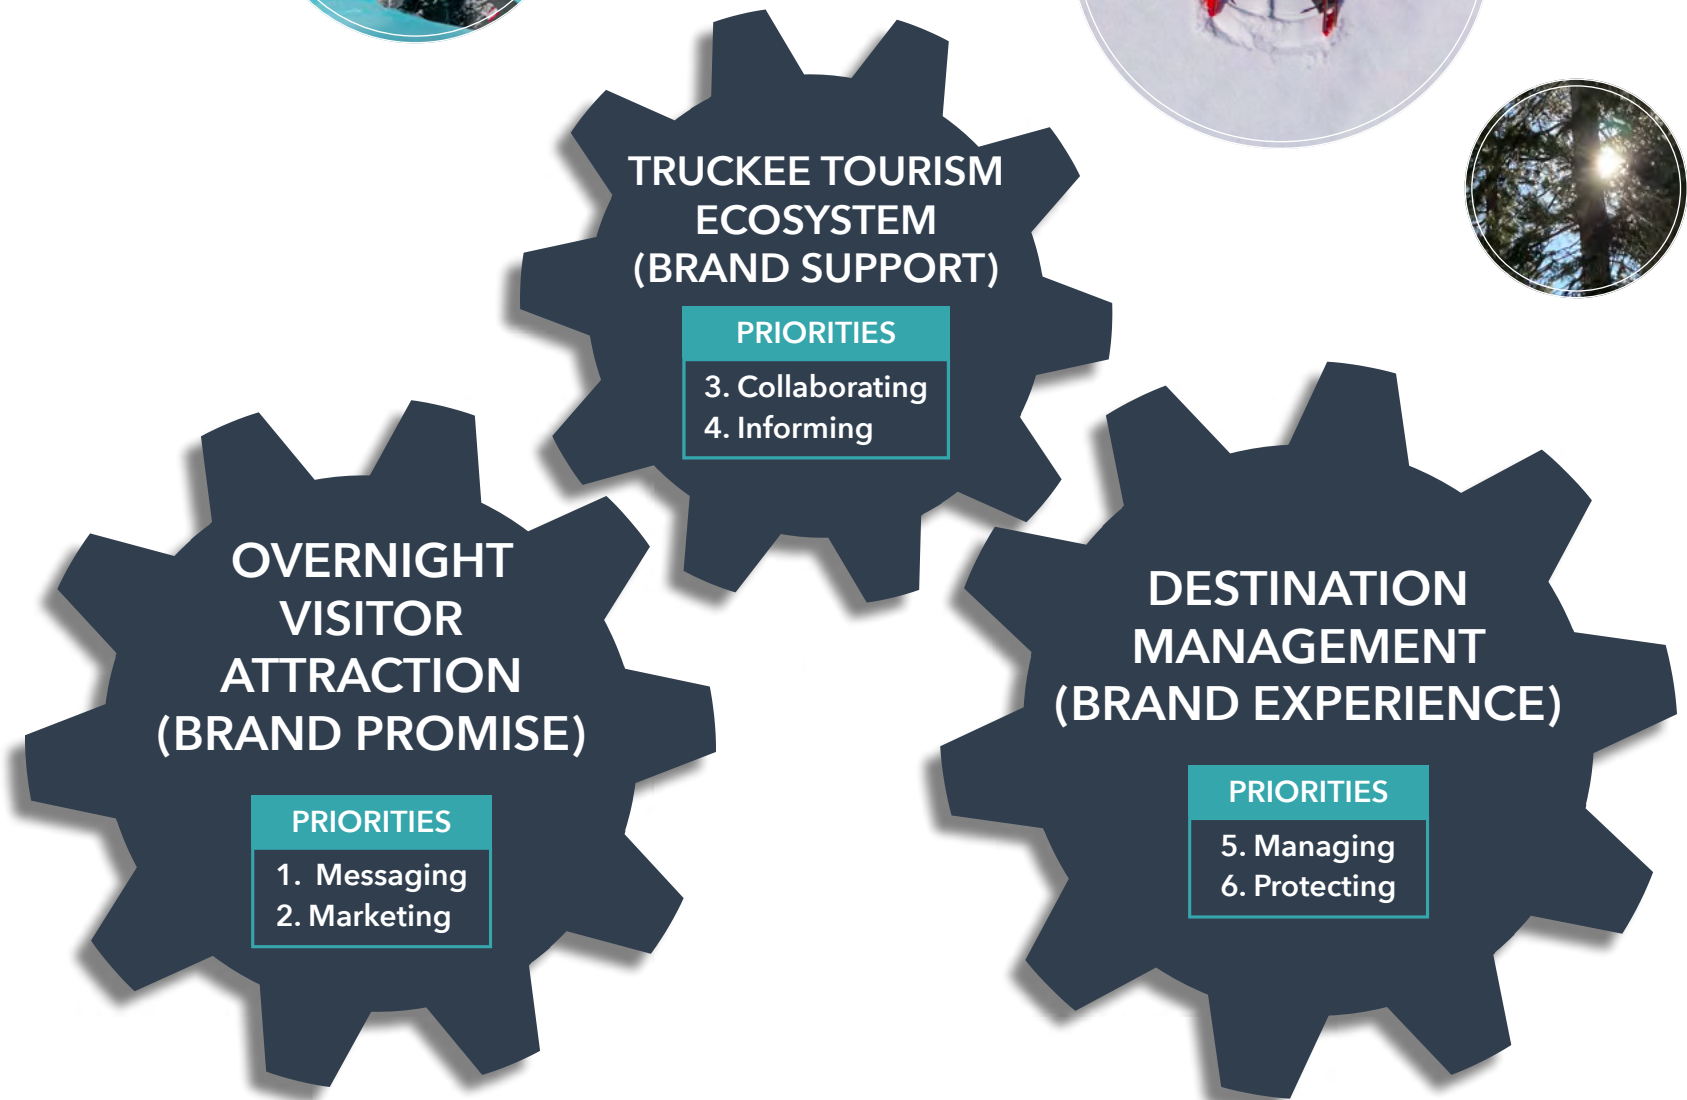 TRUCKEE TOURISM
ECOSYSTEM
(BRAND SUPPORT)
PRIORITIES
3. Collaborating
4. Informing
OVERNIGHT
VISITOR
ATTRACTION
(BRAND PROMISE)
PRIORITIES
1. Messaging
2. Marketing
DESTINATION
MANAGEMENT
(BRAND EXPERIENCE)
PRIORITIES
5. Managing
6. Protecting